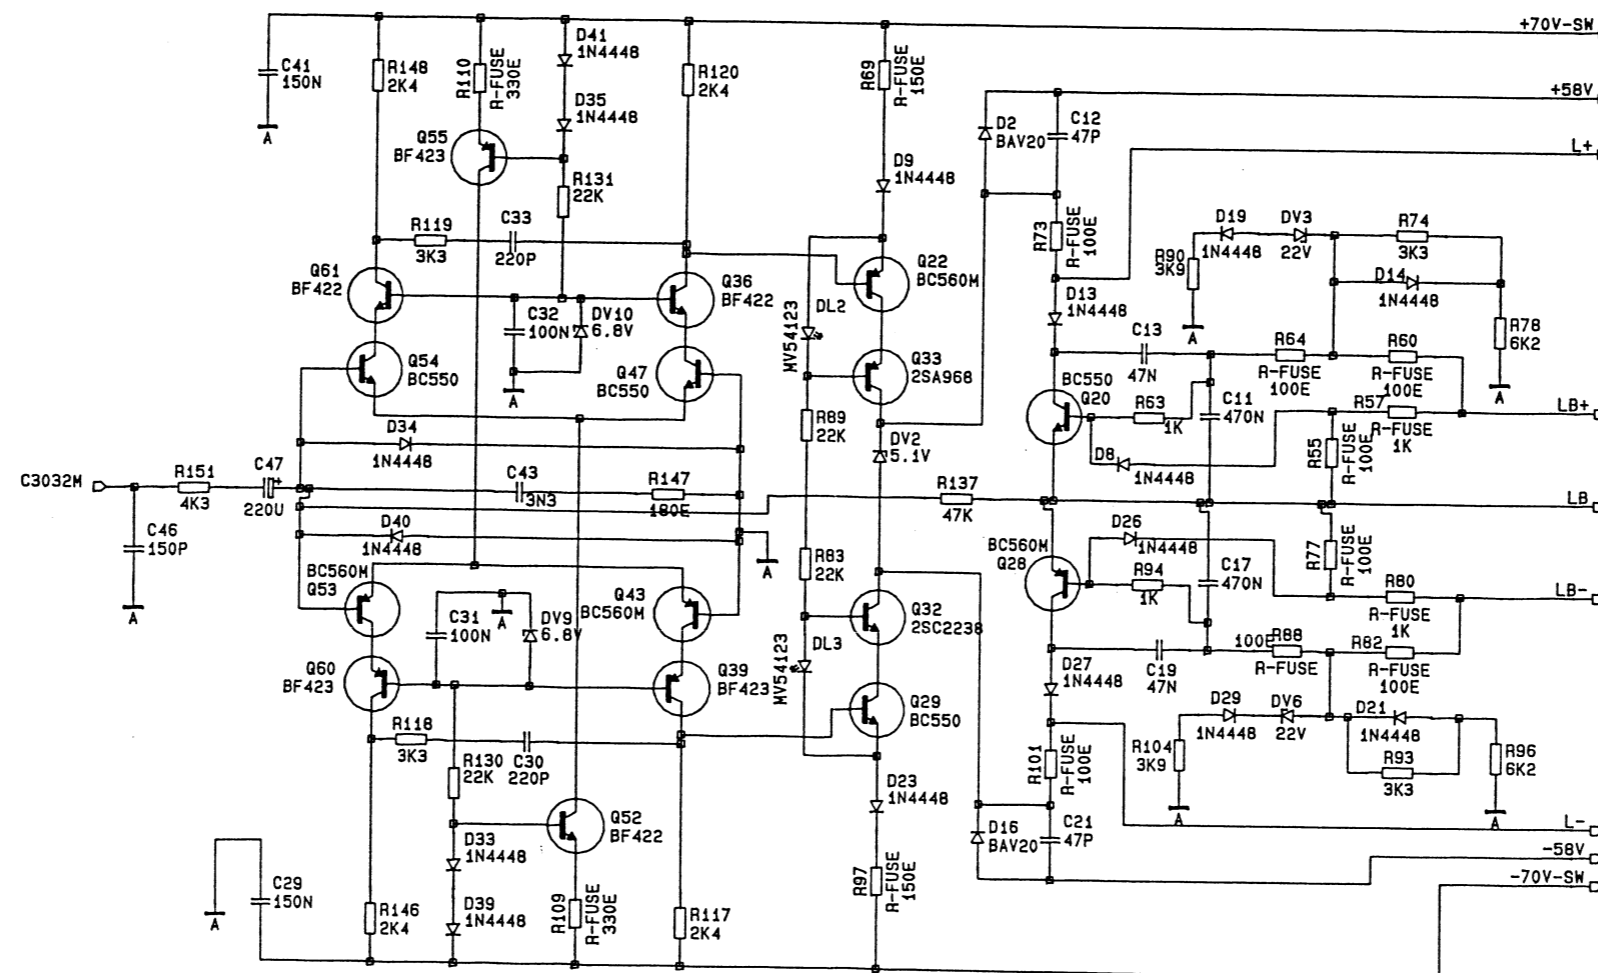 +70V-SW
+58V
L+
LB+
LB
LB-
L-
-58V
-70V-SW
C41
150N
A
R148
2K4
R110
R-FUSE
330E
D41
1N4448
D35
1N4448
R120
2K4
R69
R-FUSE
150E
Q55
BF423
R131
22K
D9
1N4448
D2
BAV20
C12
47P
R119
3K3
C33
220P
R73
R-FUSE
100E
D19
1N4448
DV3
22V
R74
3K3
R90
3K9
A
D14
1N4448
R78
6K2
A
Q61
BF422
Q36
BF422
C32
100N
DV10
6.8V
A
DL2
MV54123
Q22
BC560M
D13
1N4448
Q54
BC550
Q47
BC550
Q33
2SA968
C13
47N
R64
R-FUSE
100E
R60
R-FUSE
100E
BC550
Q20
R63
1K
C11
470N
R57
R-FUSE
1K
R55
R-FUSE
100E
D34
1N4448
R89
22K
DV2
5.1V
D8
1N4448
C3032M
R151
4K3
C47
+
220U
C43
3N3
R147
180E
R137
47K
C46
150P
A
D40
1N4448
A
R83
22K
D26
1N4448
R77
R-FUSE
100E
BC560M
Q28
R94
1K
C17
470N
R80
R-FUSE
1K
BC560M
Q53
C31
100N
A
DV9
6.8V
Q43
BC560M
Q32
2SC2238
DL3
MV54123
Q60
BF423
Q39
BF423
Q29
BC550
D27
1N4448
C19
47N
100E
R88
R-FUSE
R82
R-FUSE
100E
D29
1N4448
DV6
22V
D21
1N4448
R118
3K3
C30
220P
R130
22K
R104
3K9
A
R93
3K3
R96
6K2
A
R101
R-FUSE
100E
D23
1N4448
Q52
BF422
D16
BAV20
C21
47P
D33
1N4448
C29
150N
A
R146
2K4
D39
1N4448
R109
R-FUSE
330E
R117
2K4
R97
R-FUSE
150E